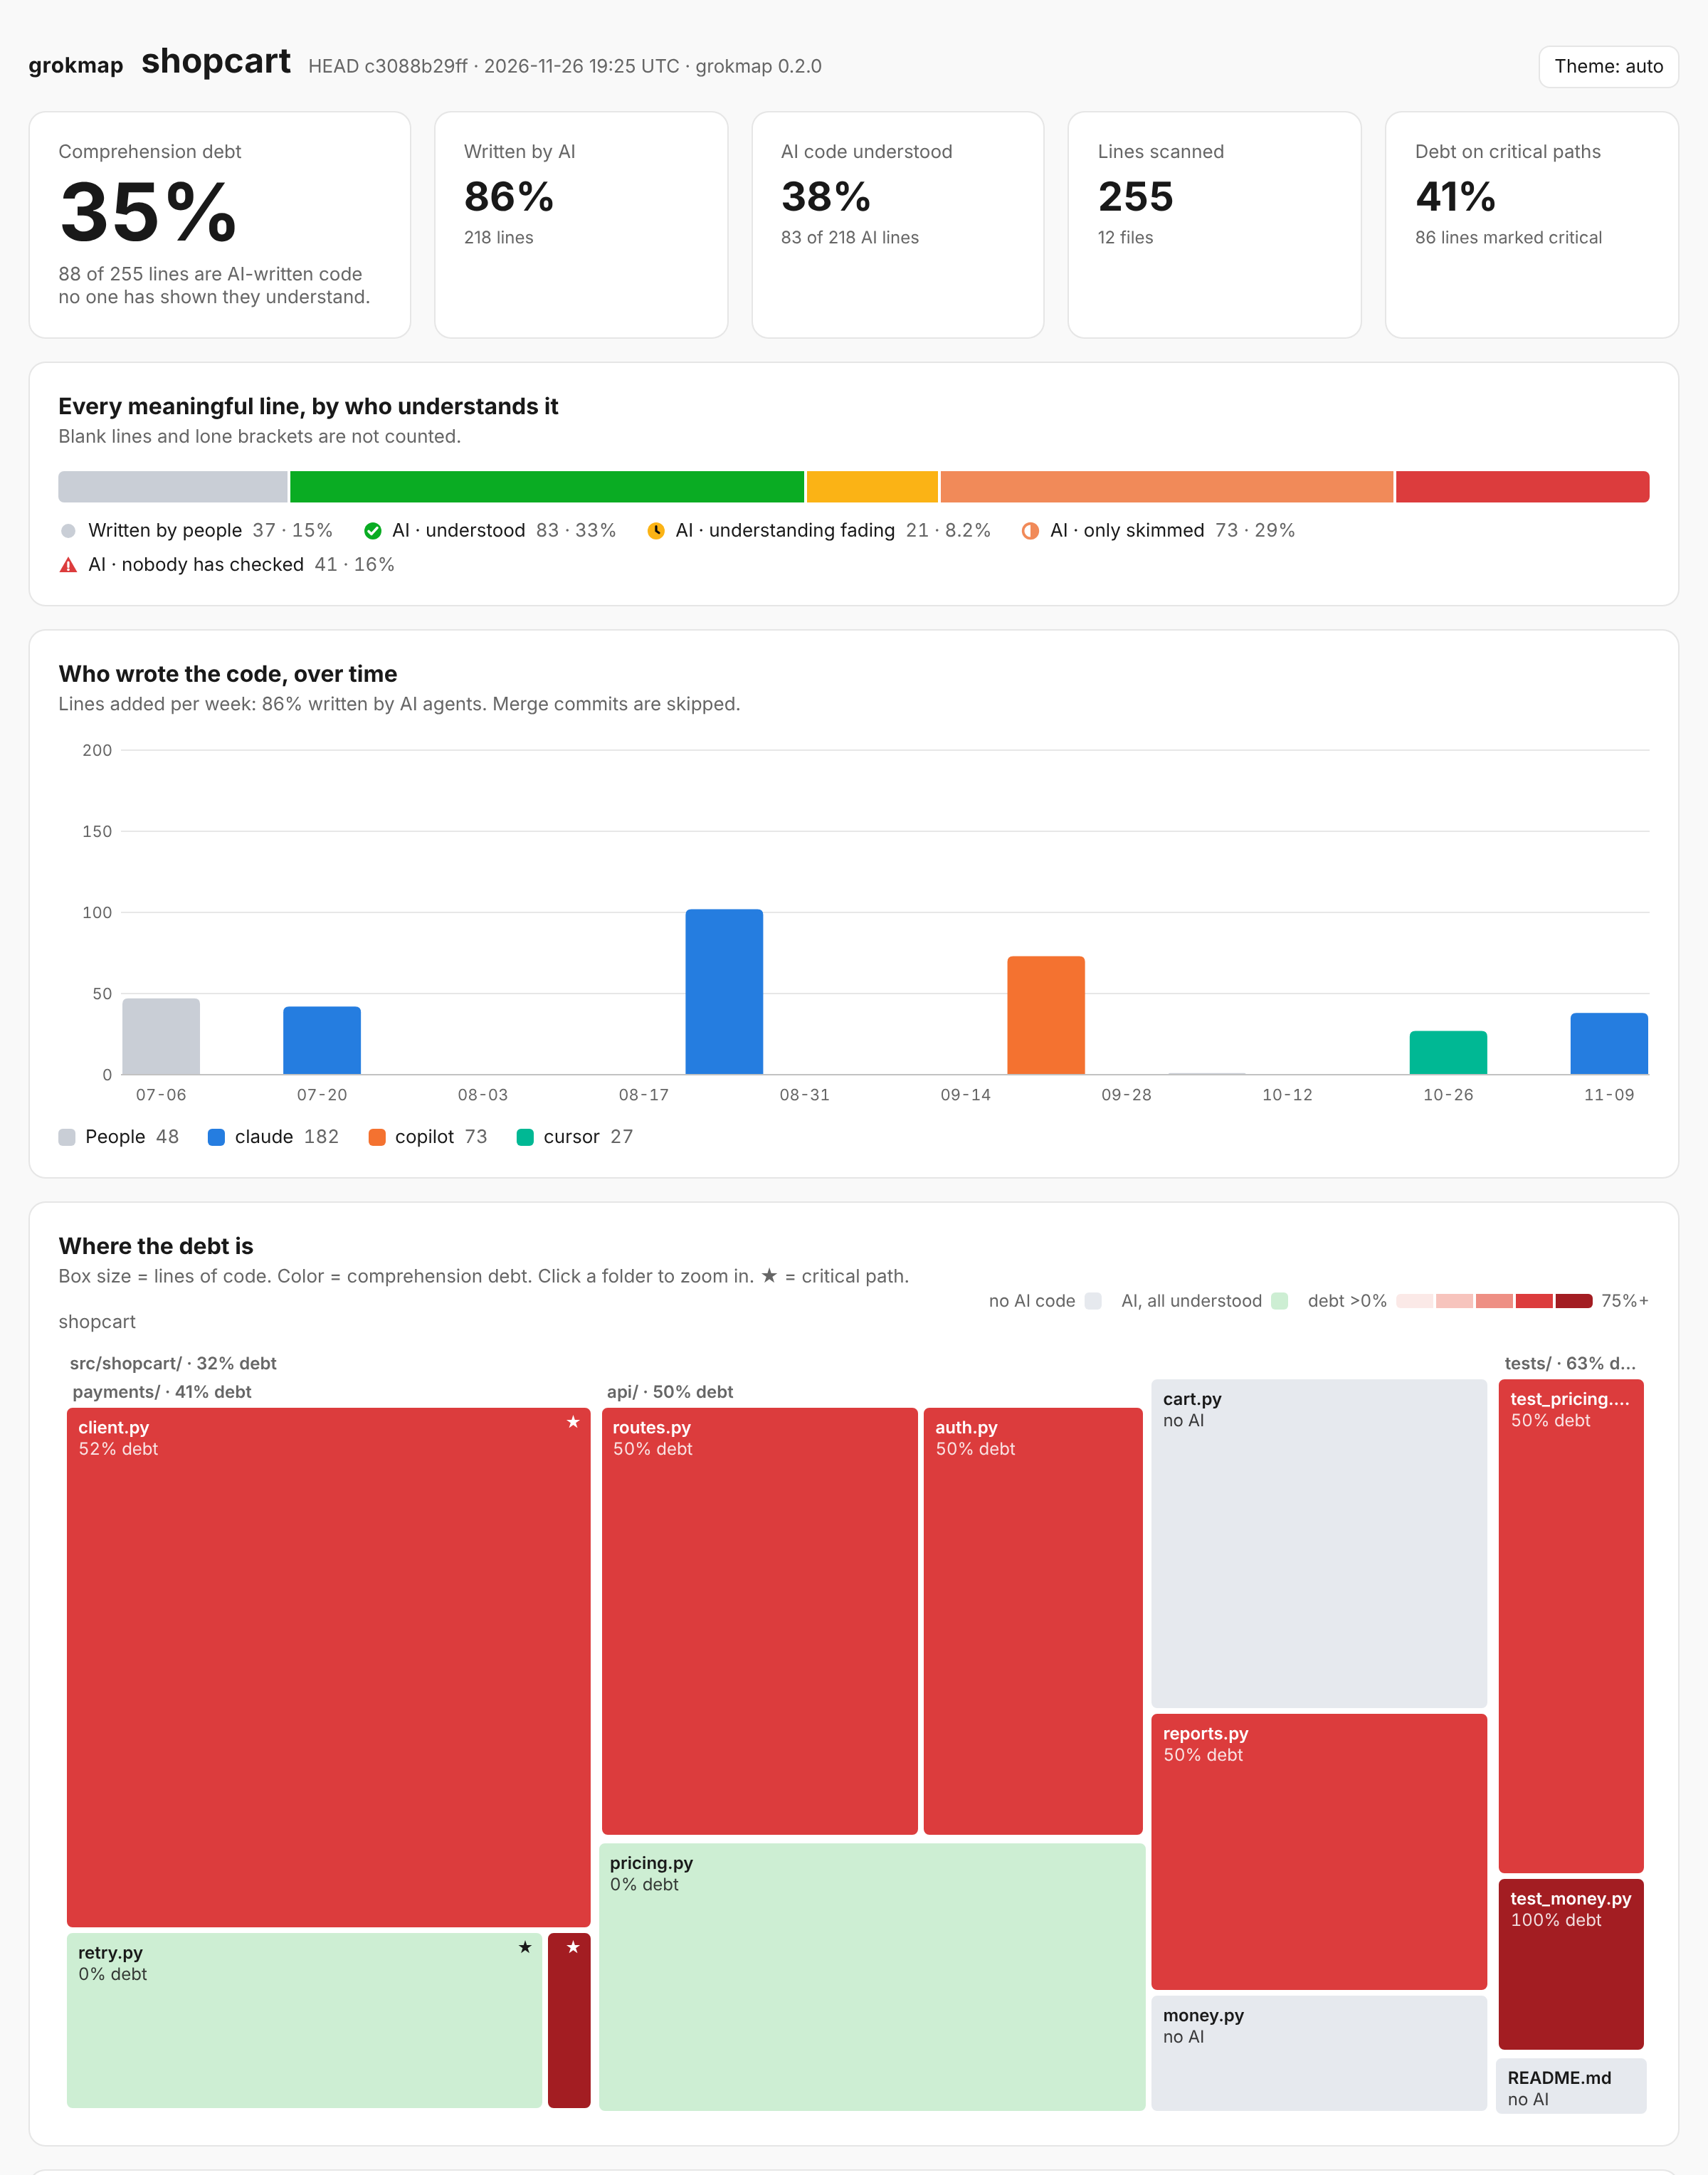 grokmap shopcart HEAD c3088b29ff · 2026-11-26 19:25 UTC · grokmap 0.2.0
Theme: auto
Comprehension debt
35%
88 of 255 lines are AI-written code
no one has shown they understand.
Written by AI
86%
218 lines
AI code understood
38%
83 of 218 AI lines
Lines scanned
255
12 files
Debt on critical paths
41%
86 lines marked critical
Every meaningful line, by who understands it
Blank lines and lone brackets are not counted.
Written by people 37 · 15% AI · understood 83 · 33% AI · understanding fading 21 · 8.2% AI · only skimmed 73 · 29%
AI · nobody has checked 41 · 16%
Who wrote the code, over time
Lines added per week: 86% written by AI agents. Merge commits are skipped.
200
150
100
50
0
07-06 07-20 08-03 08-17 08-31 09-14 09-28 10-12 10-26 11-09
People 48 claude 182 copilot 73 cursor 27
Where the debt is
Box size = lines of code. Color = comprehension debt. Click a folder to zoom in. ★ = critical path.
no AI code AI, all understood debt >0% 75%+
shopcart
src/shopcart/ · 32% debt
tests/ · 63% d...
payments/ · 41% debt
api/ · 50% debt
client.py ★
52% debt
routes.py
50% debt
auth.py
50% debt
cart.py
no AI
test_pricing....
50% debt
reports.py
50% debt
pricing.py
0% debt
test_money.py
100% debt
retry.py ★
0% debt
★
money.py
no AI
README.md
no AI